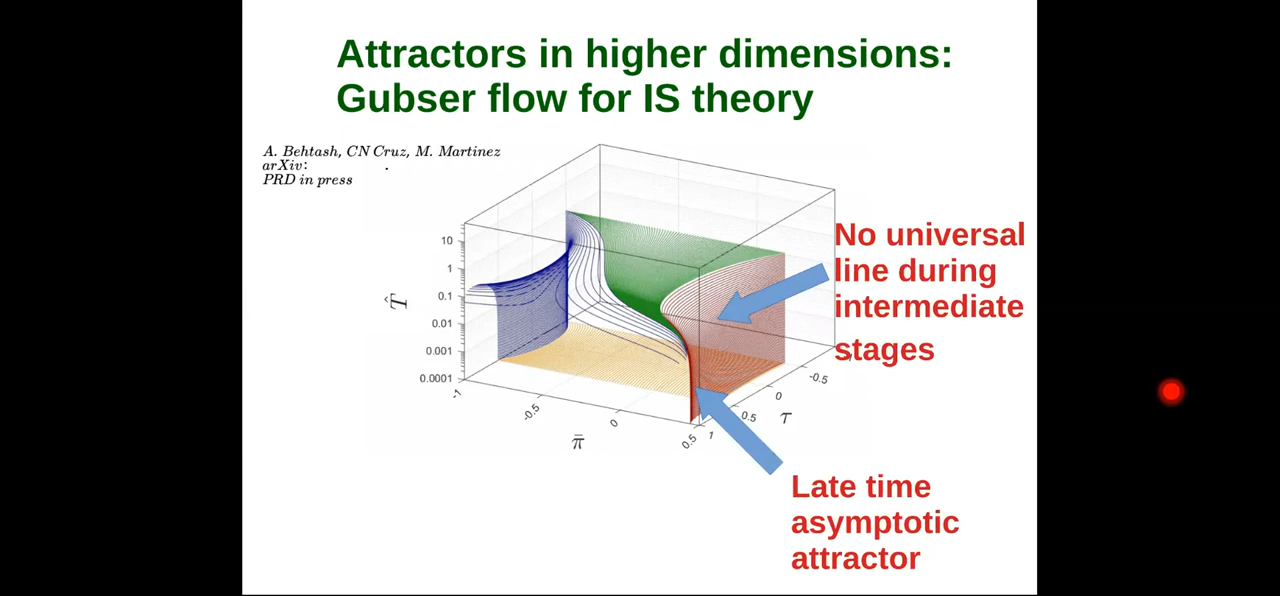 Attractors in higher dimensions:
Gubser flow for IS theory
A. Behtash, CN Cruz, M. Martinez
arXiv:
PRD in press
No universal
line during
intermediate
stages
10
1
0.1
0.01
0.001
0.0001
T̂
-1
-0.5
0
0.5
π̄
1
0.5
0
-0.5
τ
Late time
asymptotic
attractor